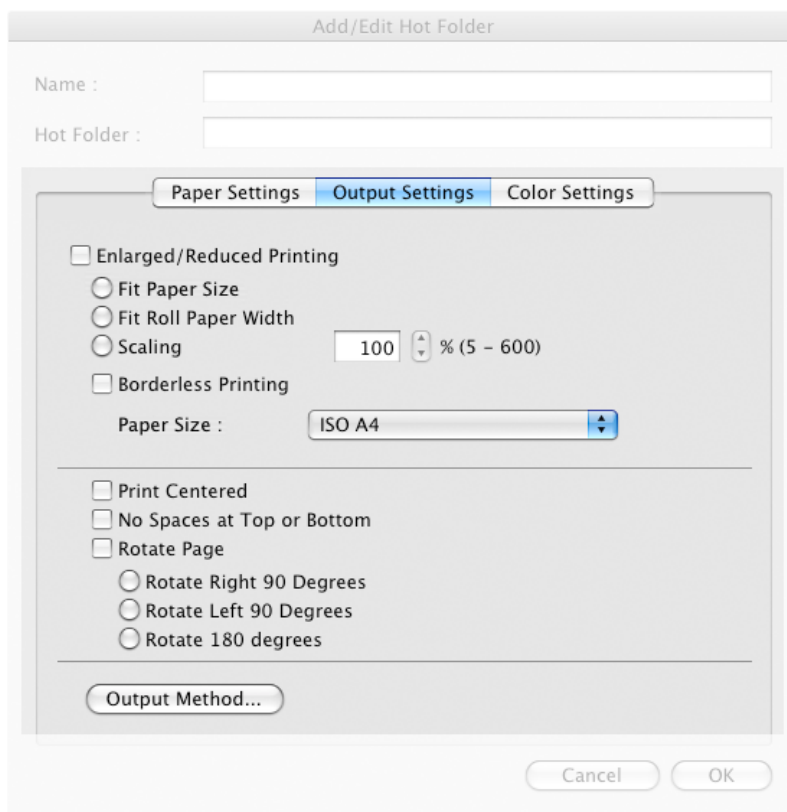 Add/Edit Hot Folder
Name :
Hot Folder :
Paper Settings Output Settings Color Settings
Enlarged/Reduced Printing
Fit Paper Size
Fit Roll Paper Width
Scaling 100 % (5 – 600)
Borderless Printing
Paper Size : ISO A4
Print Centered
No Spaces at Top or Bottom
Rotate Page
Rotate Right 90 Degrees
Rotate Left 90 Degrees
Rotate 180 degrees
Output Method...
Cancel OK